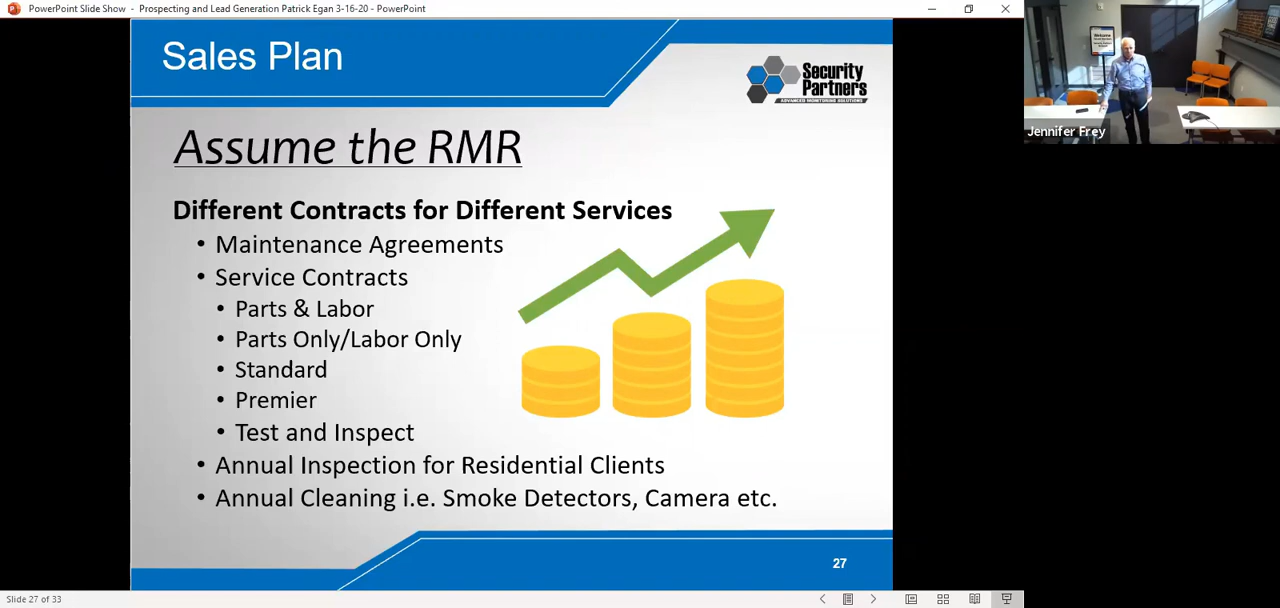 PowerPoint Slide Show - Prospecting and Lead Generation Patrick Egan 3-16-20 - PowerPoint
Sales Plan
Security
Partners
ADVANCED MONITORING SOLUTIONS
Welcome
Jennifer Frey
Assume the RMR
Different Contracts for Different Services
• Maintenance Agreements
• Service Contracts
• Parts & Labor
• Parts Only/Labor Only
• Standard
• Premier
• Test and Inspect
• Annual Inspection for Residential Clients
• Annual Cleaning i.e. Smoke Detectors, Camera etc.
27
Slide 27 of 33